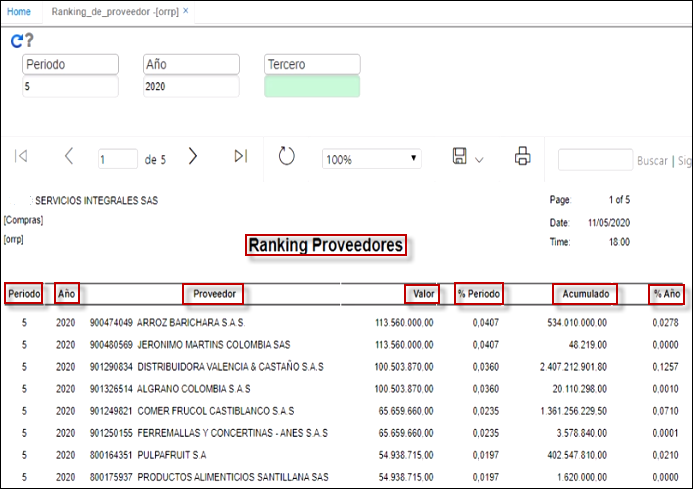 Home Ranking_de_proveedor -[orrp] ×
?
Periodo Año Tercero
5 2020
1 de 5 100% Buscar | Sig
SERVICIOS INTEGRALES SAS Page: 1 of 5
[Compras] Date: 11/05/2020
[orrp] Time: 18:00
Ranking Proveedores
Periodo Año Proveedor Valor % Periodo Acumulado % Año
5 2020 900474049 ARROZ BARICHARA S.A.S 113.560.000.00 0,0407 534.010.000.00 0,0278
5 2020 900480569 JERONIMO MARTINS COLOMBIA SAS 113.560.000.00 0,0407 48.219.00 0,0000
5 2020 901290834 DISTRIBUIDORA VALENCIA & CASTAÑO S.A.S 100.503.870.00 0,0360 2.407.212.901.80 0,1257
5 2020 901326514 ALGRANO COLOMBIA S.A.S 100.503.870.00 0,0360 20.110.298.00 0,0010
5 2020 901249821 COMER FRUCOL CASTIBLANCO S.A.S 65.659.660.00 0,0235 1.361.256.229.50 0,0710
5 2020 901250155 FERREMALLAS Y CONCERTINAS - ANES S.A.S 65.659.660.00 0,0235 3.578.840.00 0,0001
5 2020 800164351 PULPAFRUIT S.A 54.938.715.00 0,0197 402.547.810.00 0,0210
5 2020 800175937 PRODUCTOS ALIMENTICIOS SANTILLANA SAS 54.938.715.00 0,0197 1.620.000.00 0,0000